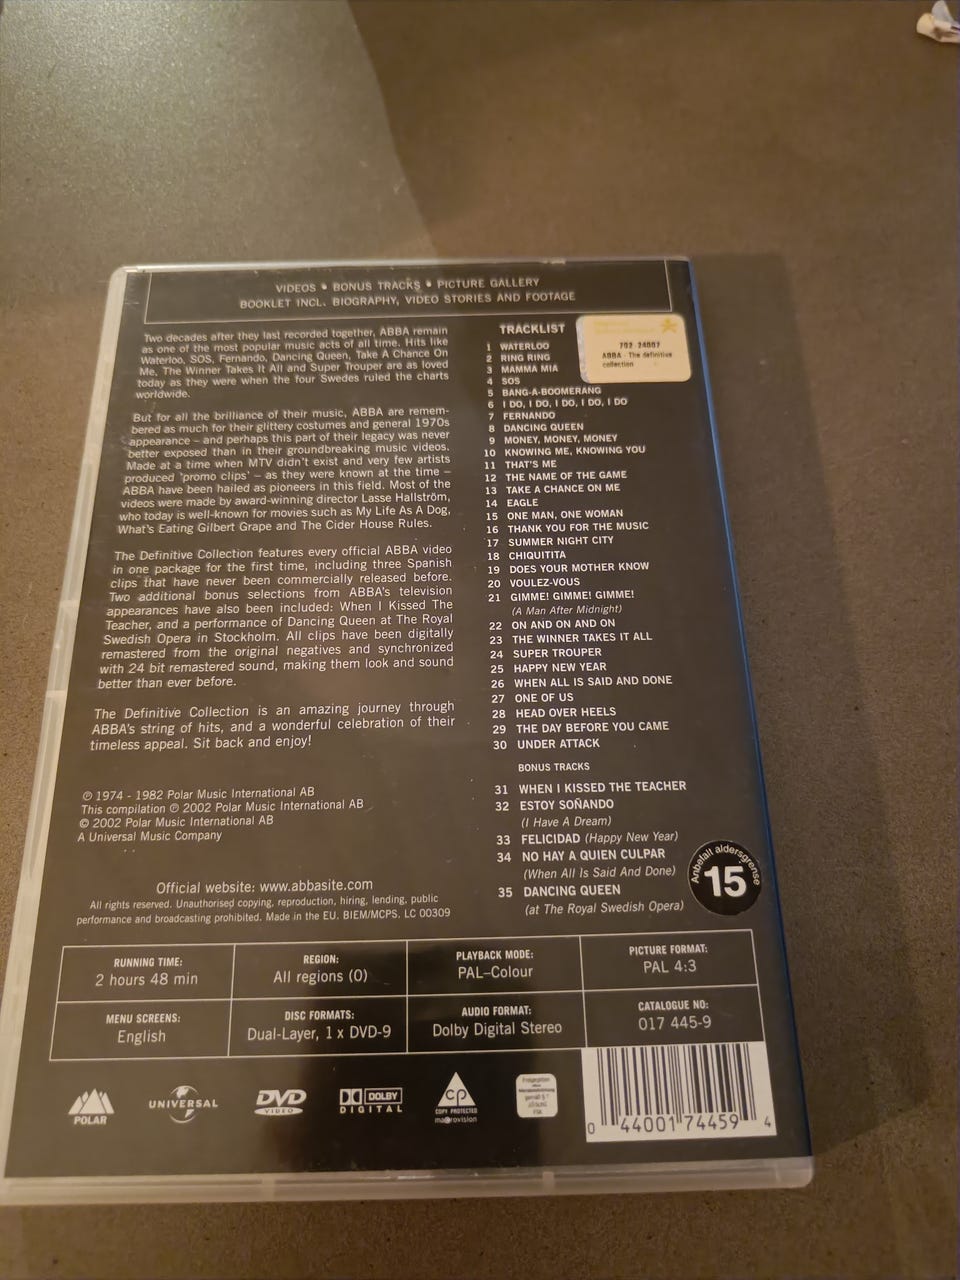 VIDEOS • BONUS TRACKS • PICTURE GALLERY
BOOKLET INCL. BIOGRAPHY, VIDEO STORIES AND FOOTAGE
Two decades after they last recorded together, ABBA remain
as one of the most popular music acts of all time. Hits like
Waterloo, SOS, Fernando, Dancing Queen, Take A Chance On
Me, The Winner Takes It All and Super Trouper are as loved
today as they were when the four Swedes ruled the charts
worldwide.
But for all the brilliance of their music, ABBA are remem-
bered as much for their glittery costumes and general 1970s
appearance – and perhaps this part of their legacy was never
better exposed than in their groundbreaking music videos.
Made at a time when MTV didn't exist and very few artists
produced 'promo clips' – as they were known at the time –
ABBA have been hailed as pioneers in this field. Most of the
videos were made by award-winning director Lasse Hallström,
who today is well-known for movies such as My Life As A Dog,
What's Eating Gilbert Grape and The Cider House Rules.
The Definitive Collection features every official ABBA video
in one package for the first time, including three Spanish
clips that have never been commercially released before.
Two additional bonus selections from ABBA's television
appearances have also been included: When I Kissed The
Teacher, and a performance of Dancing Queen at The Royal
Swedish Opera in Stockholm. All clips have been digitally
remastered from the original negatives and synchronized
with 24 bit remastered sound, making them look and sound
better than ever before.
The Definitive Collection is an amazing journey through
ABBA's string of hits, and a wonderful celebration of their
timeless appeal. Sit back and enjoy!
℗ 1974 - 1982 Polar Music International AB
This compilation ℗ 2002 Polar Music International AB
© 2002 Polar Music International AB
A Universal Music Company
Official website: www.abbasite.com
All rights reserved. Unauthorised copying, reproduction, hiring, lending, public
performance and broadcasting prohibited. Made in the EU. BIEM/MCPS. LC 00309
TRACKLIST
1 WATERLOO
2 RING RING
3 MAMMA MIA
4 SOS
5 BANG-A-BOOMERANG
6 I DO, I DO, I DO, I DO, I DO
7 FERNANDO
8 DANCING QUEEN
9 MONEY, MONEY, MONEY
10 KNOWING ME, KNOWING YOU
11 THAT'S ME
12 THE NAME OF THE GAME
13 TAKE A CHANCE ON ME
14 EAGLE
15 ONE MAN, ONE WOMAN
16 THANK YOU FOR THE MUSIC
17 SUMMER NIGHT CITY
18 CHIQUITITA
19 DOES YOUR MOTHER KNOW
20 VOULEZ-VOUS
21 GIMME! GIMME! GIMME!
(A Man After Midnight)
22 ON AND ON AND ON
23 THE WINNER TAKES IT ALL
24 SUPER TROUPER
25 HAPPY NEW YEAR
26 WHEN ALL IS SAID AND DONE
27 ONE OF US
28 HEAD OVER HEELS
29 THE DAY BEFORE YOU CAME
30 UNDER ATTACK
BONUS TRACKS
31 WHEN I KISSED THE TEACHER
32 ESTOY SOÑANDO
(I Have A Dream)
33 FELICIDAD (Happy New Year)
34 NO HAY A QUIEN CULPAR
(When All Is Said And Done)
35 DANCING QUEEN
(at The Royal Swedish Opera)
702 24007
ABBA - The definitive
collection
Anbefalt aldersgrense
15
RUNNING TIME:
2 hours 48 min
REGION:
All regions (0)
PLAYBACK MODE:
PAL–Colour
PICTURE FORMAT:
PAL 4:3
MENU SCREENS:
English
DISC FORMATS:
Dual-Layer, 1 x DVD-9
AUDIO FORMAT:
Dolby Digital Stereo
CATALOGUE NO:
017 445-9
POLAR
UNIVERSAL
DVD
VIDEO
DOLBY
DIGITAL
CP
COPY PROTECTED
macrovision
FSK
0 44001 74459 4